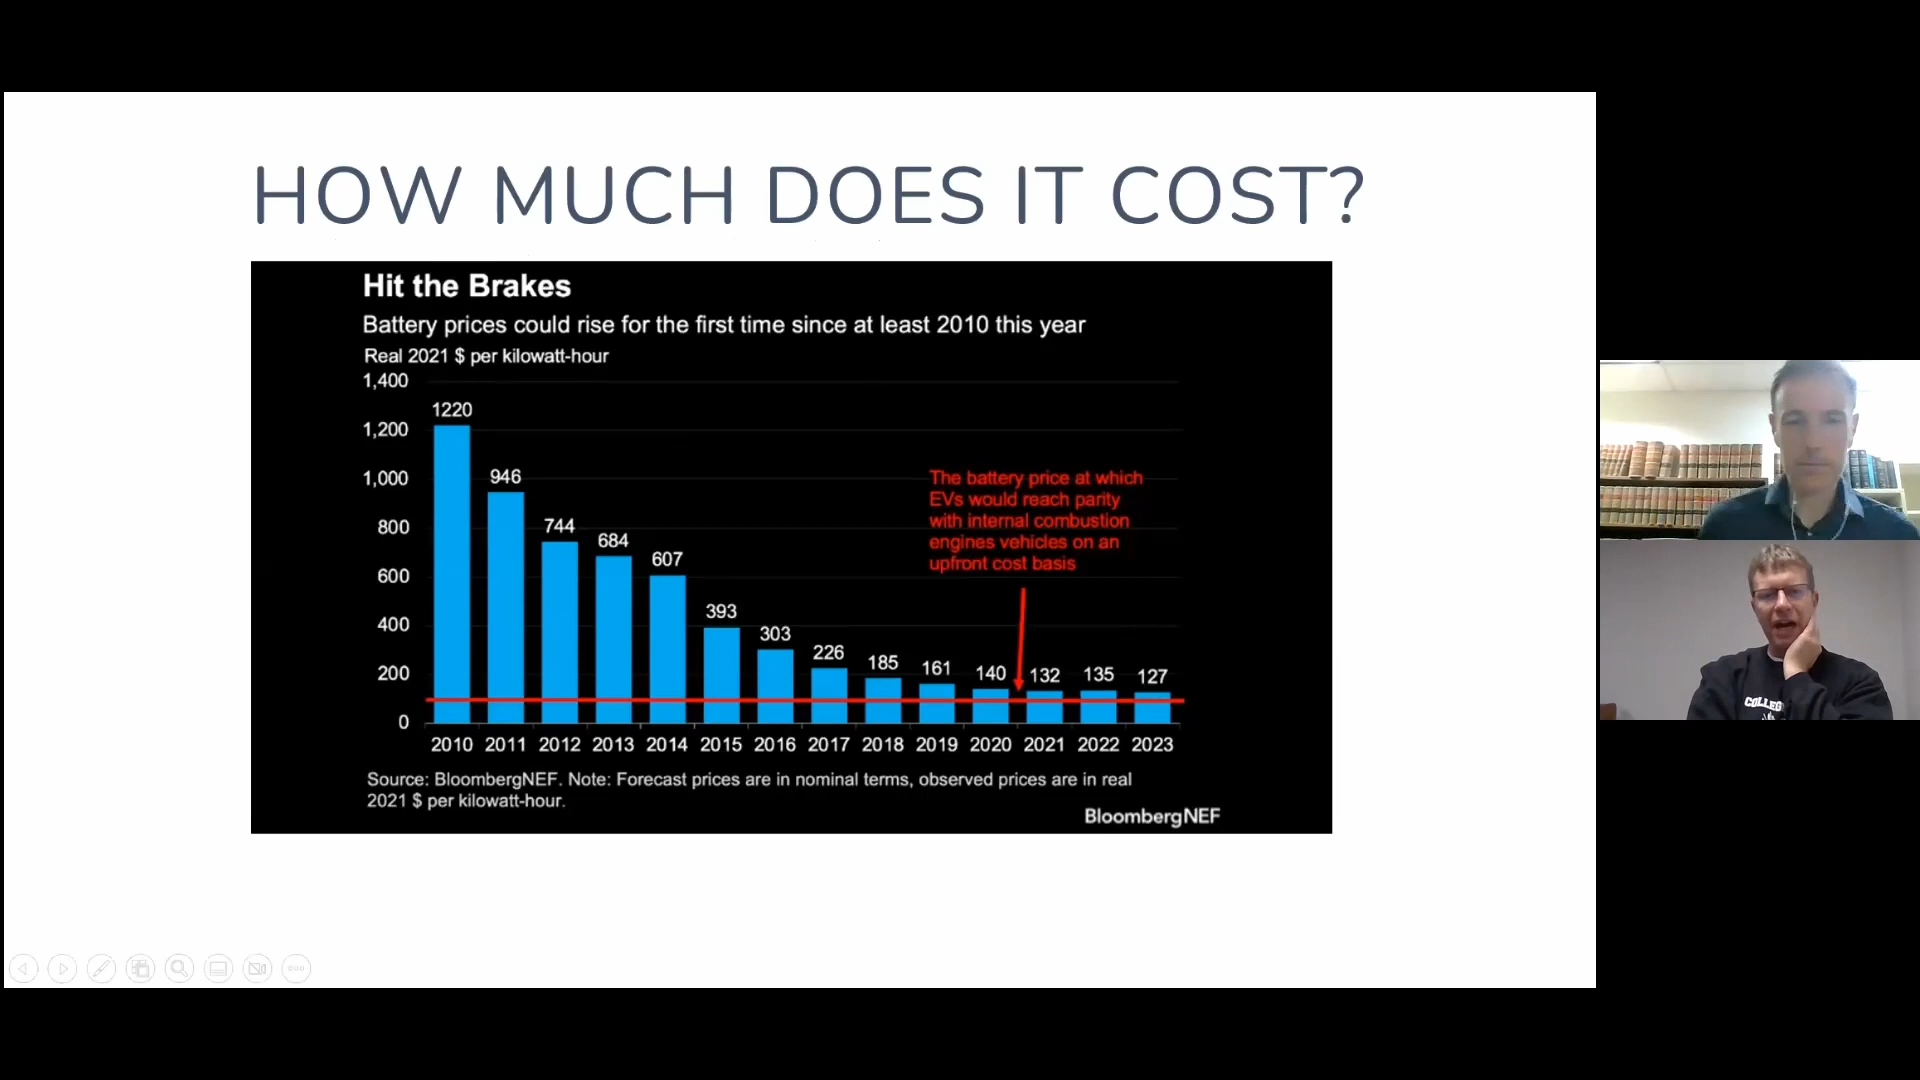 HOW MUCH DOES IT COST?
Hit the Brakes
Battery prices could rise for the first time since at least 2010 this year
Real 2021 $ per kilowatt-hour
1,400
1,200
1,000
800
600
400
200
0
1220
946
744
684
607
393
303
226
185
161
140
132
135
127
The battery price at which
EVs would reach parity
with internal combustion
engines vehicles on an
upfront cost basis
2010 2011 2012 2013 2014 2015 2016 2017 2018 2019 2020 2021 2022 2023
Source: BloombergNEF. Note: Forecast prices are in nominal terms, observed prices are in real
2021 $ per kilowatt-hour.
BloombergNEF